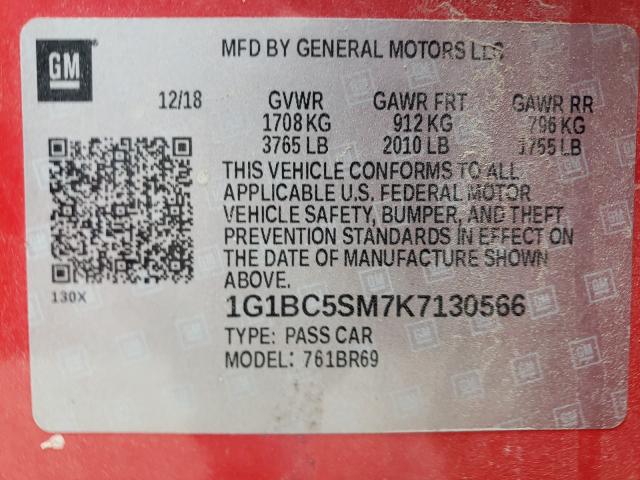 GM
MFD BY GENERAL MOTORS LLC
12/18 GVWR GAWR FRT GAWR RR
1708 KG 912 KG 796 KG
3765 LB 2010 LB 1755 LB
THIS VEHICLE CONFORMS TO ALL
APPLICABLE U.S. FEDERAL MOTOR
VEHICLE SAFETY, BUMPER, AND THEFT
PREVENTION STANDARDS IN EFFECT ON
THE DATE OF MANUFACTURE SHOWN
ABOVE.
130X
1G1BC5SM7K7130566
TYPE: PASS CAR
MODEL: 761BR69